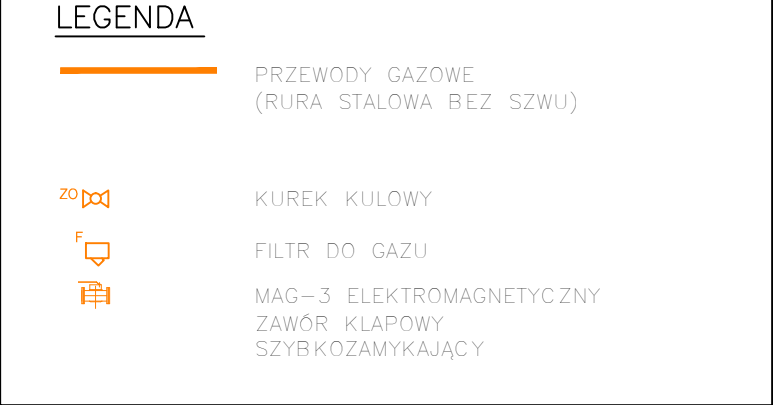 LEGENDA
PRZEWODY GAZOWE
(RURA STALOWA BEZ SZWU)
ZO KUREK KULOWY
F FILTR DO GAZU
MAG-3 ELEKTROMAGNETYCZNY
ZAWÓR KLAPOWY
SZYBKOZAMYKAJĄCY